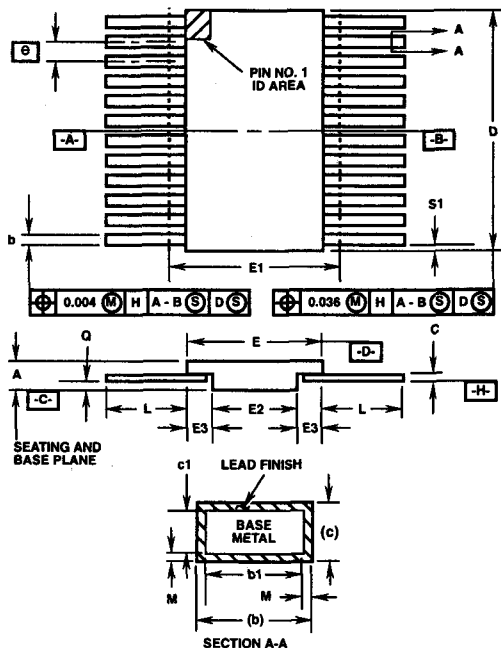 A
A
e
PIN NO. 1
ID AREA
-A-
-B-
D
S1
b
E1
0.004 M H A - B S D S
0.036 M H A - B S D S
E
-D-
Q
C
A
-C-
-H-
L
E2
L
E3
E3
SEATING AND
BASE PLANE
LEAD FINISH
c1
BASE
METAL
(c)
b1
M
M
(b)
SECTION A-A